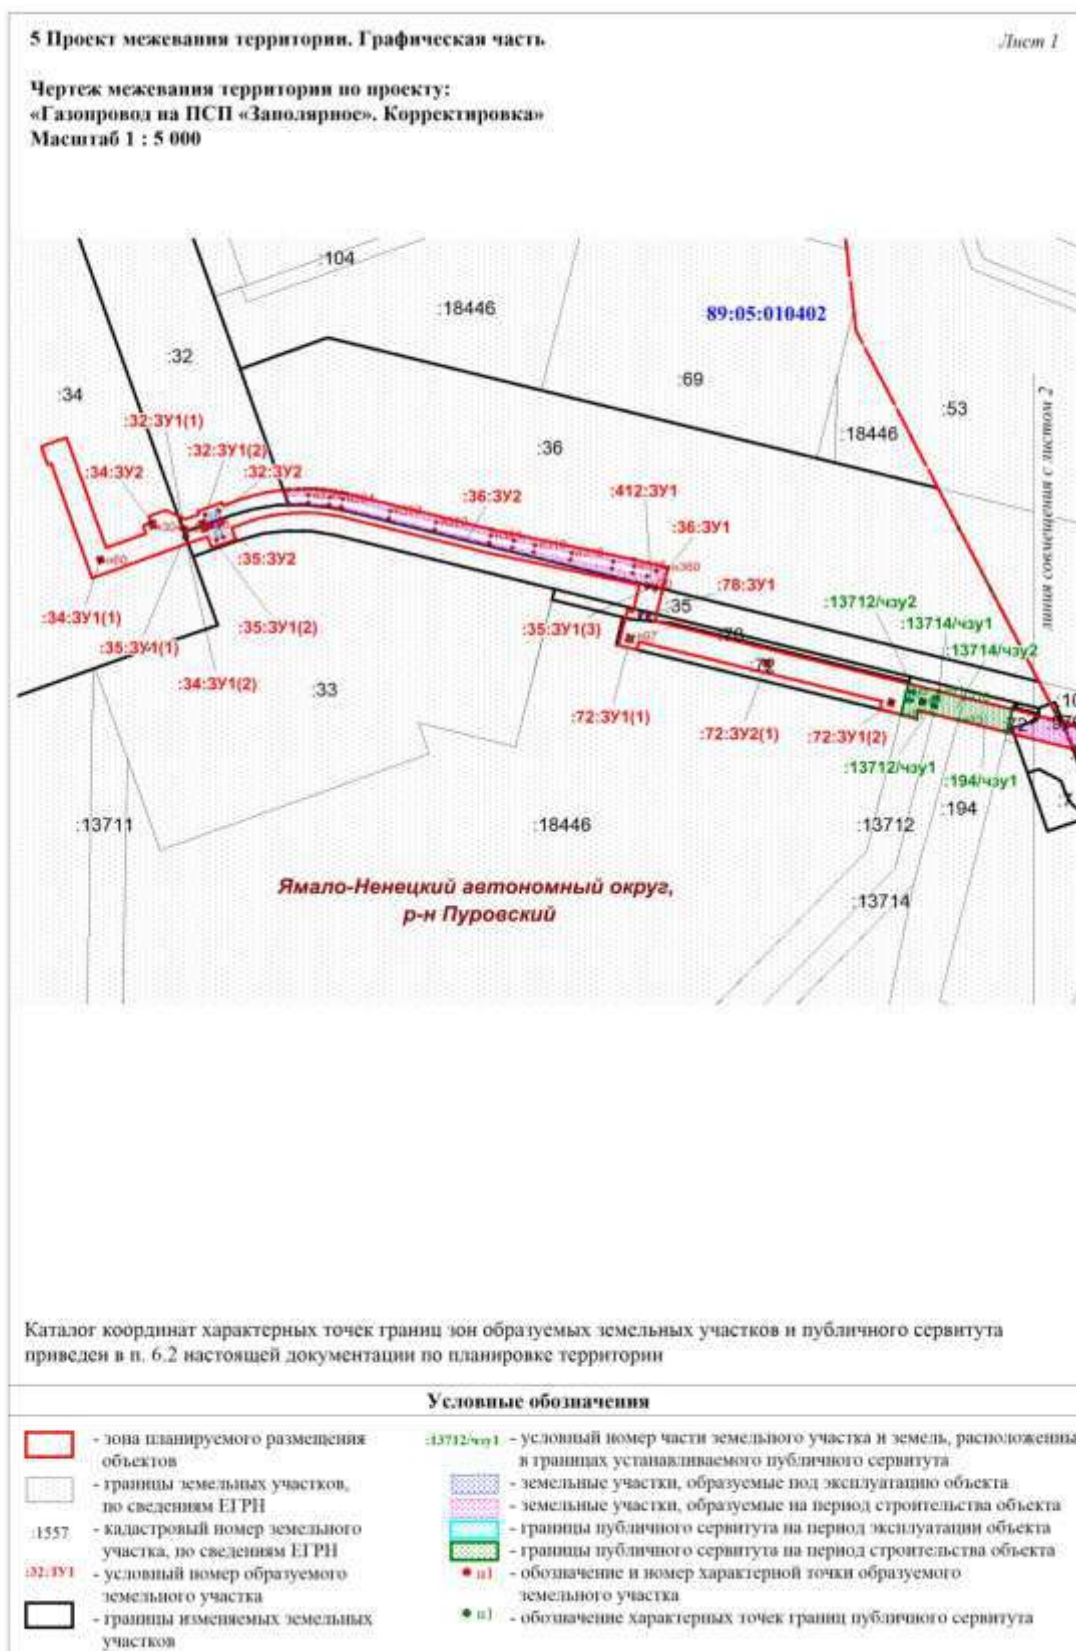 5 Проект межевания территории. Графическая часть
Лист 1
Чертеж межевания территории по проекту:
«Газопровод на ПСП «Заполярное». Корректировка»
Масштаб 1 : 5 000
:104
:18446
89:05:010402
:32
:69
:34
:53
:32:ЗУ1(1)
:18446
линия совмещения с листом 2
:32:ЗУ1(2)
:36
:34:ЗУ2
:32:ЗУ2
:36:ЗУ2
:412:ЗУ1
:36:ЗУ1
н360
:35:ЗУ2
н60
:78:ЗУ1
:34:ЗУ1(1)
:35
:13712/чзу2
:35:ЗУ1(2)
:35:ЗУ1(3)
:13714/чзу1
:35:ЗУ1(1)
н97
:13714/чзу2
:34:ЗУ1(2)
:33
:72
:72:ЗУ1(1)
:72:ЗУ2(1)
:72:ЗУ1(2)
:13712/чзу1
:194/чзу1
:13711
:18446
:13712
:194
:13714
Ямало-Ненецкий автономный округ,
р-н Пуровский
Каталог координат характерных точек границ зон образуемых земельных участков и публичного сервитута
приведен в п. 6.2 настоящей документации по планировке территории
Условные обозначения
- зона планируемого размещения
объектов
- границы земельных участков,
по сведениям ЕГРН
:1557 - кадастровый номер земельного
участка, по сведениям ЕГРН
:32:ЗУ1 - условный номер образуемого
земельного участка
- границы изменяемых земельных
участков
:13712/чзу1 - условный номер части земельного участка и земель, расположенны
в границах устанавливаемого публичного сервитута
- земельные участки, образуемые под эксплуатацию объекта
- земельные участки, образуемые на период строительства объекта
- границы публичного сервитута на период эксплуатации объекта
- границы публичного сервитута на период строительства объекта
н1 - обозначение и номер характерной точки образуемого
земельного участка
н1 - обозначение характерных точек границ публичного сервитута